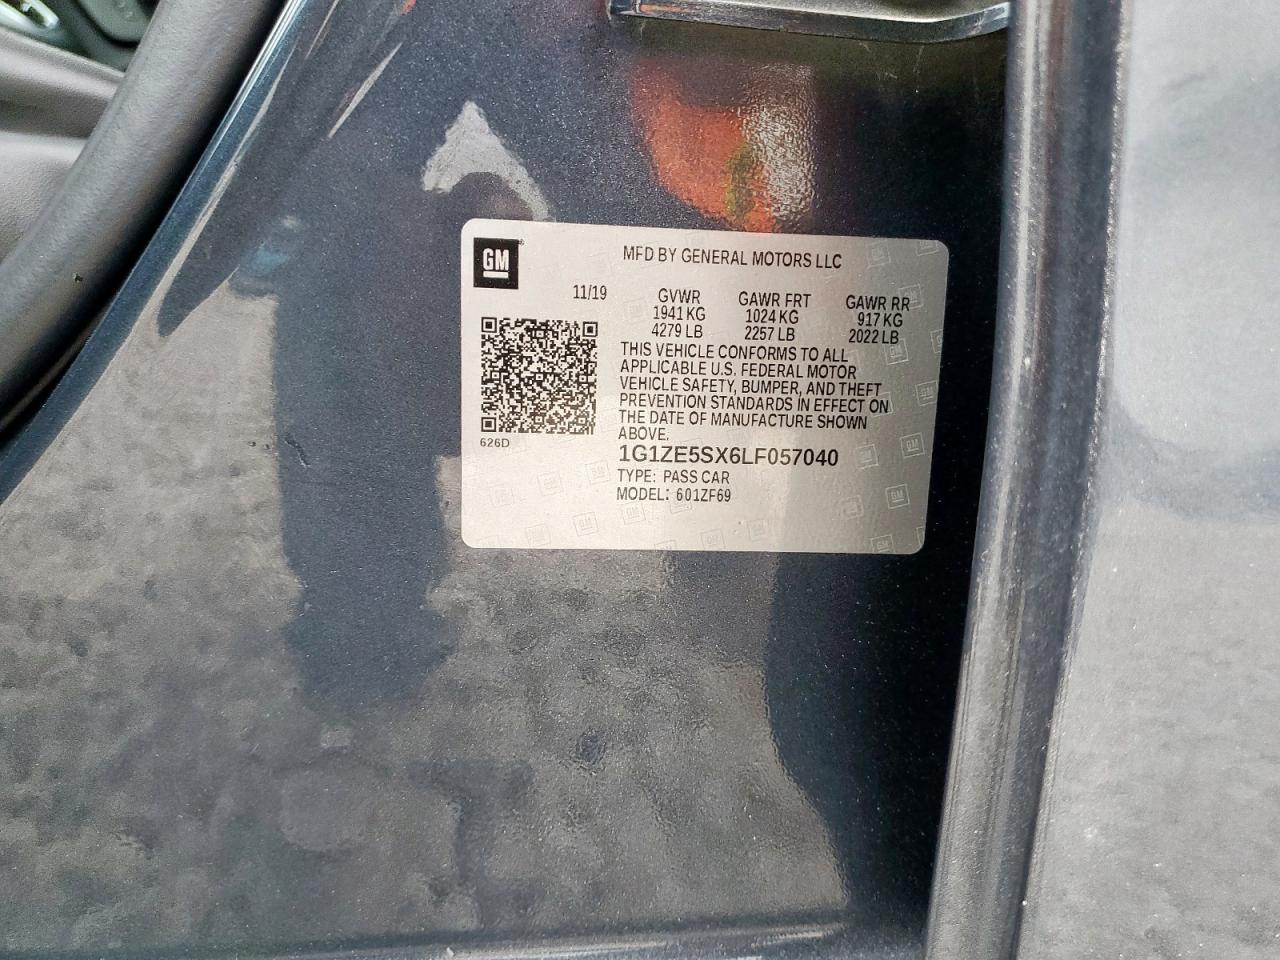 GM
MFD BY GENERAL MOTORS LLC
11/19
GVWR GAWR FRT GAWR RR
1941 KG 1024 KG 917 KG
4279 LB 2257 LB 2022 LB
THIS VEHICLE CONFORMS TO ALL
APPLICABLE U.S. FEDERAL MOTOR
VEHICLE SAFETY, BUMPER, AND THEFT
PREVENTION STANDARDS IN EFFECT ON
THE DATE OF MANUFACTURE SHOWN
ABOVE.
626D
1G1ZE5SX6LF057040
TYPE: PASS CAR
MODEL: 601ZF69